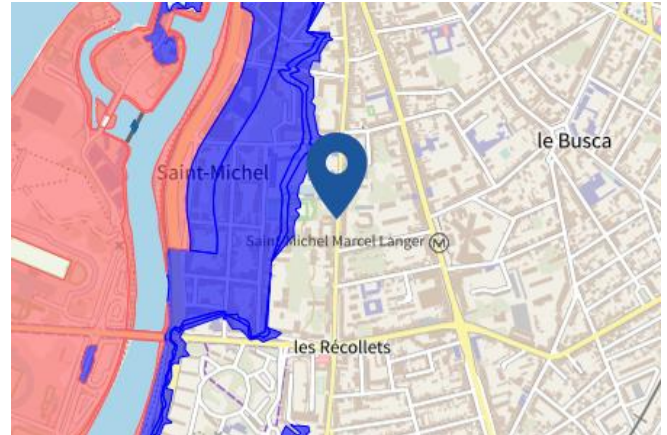 le Busca
Saint-Michel
Saint-Michel Marcel Langer M
les Récollets